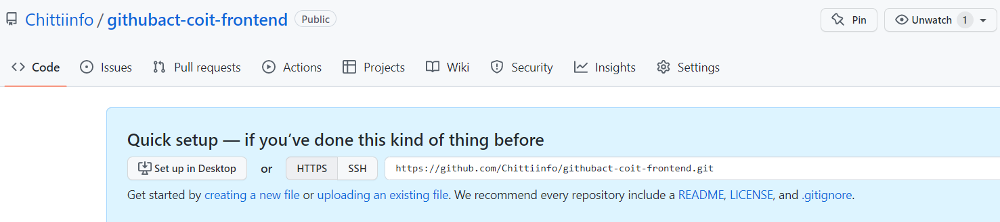 Chittiinfo / githubact-coit-frontend Public Pin Unwatch 1
Code Issues Pull requests Actions Projects Wiki Security Insights Settings
Quick setup — if you’ve done this kind of thing before
Set up in Desktop or HTTPS SSH https://github.com/Chittiinfo/githubact-coit-frontend.git
Get started by creating a new file or uploading an existing file. We recommend every repository include a README, LICENSE, and .gitignore.